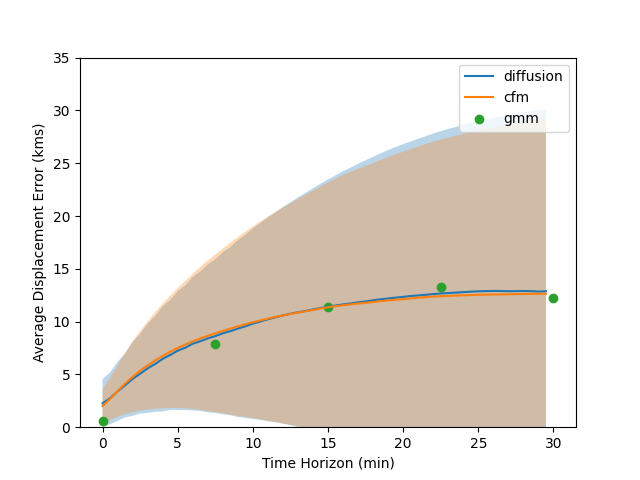 35
30
25
20
15
10
5
0
Average Displacement Error (kms)
diffusion
cfm
gmm
0 5 10 15 20 25 30
Time Horizon (min)